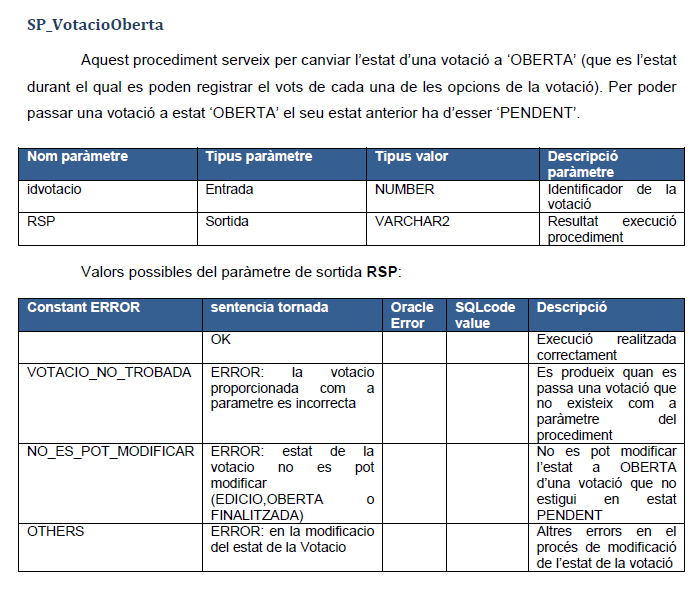 SP_VotacioOberta
Aquest procediment serveix per canviar l'estat d'una votació a 'OBERTA' (que es l'estat
durant el qual es poden registrar el vots de cada una de les opcions de la votació). Per poder
passar una votació a estat 'OBERTA' el seu estat anterior ha d'esser 'PENDENT'.
Nom paràmetre Tipus paràmetre Tipus valor Descripció
paràmetre
idvotacio Entrada NUMBER Identificador de la
votació
RSP Sortida VARCHAR2 Resultat execució
procediment
Valors possibles del paràmetre de sortida RSP:
Constant ERROR sentencia tornada Oracle Error SQLcode value Descripció
OK Execució realitzada
correctament
VOTACIO_NO_TROBADA ERROR: la votacio Es produeix quan es
proporcionada com a passa una votació que
parametre es incorrecta no existeix com a
paràmetre del
procediment
NO_ES_POT_MODIFICAR ERROR: estat de la No es pot modificar
votacio no es pot l'estat a OBERTA
modificar d'una votació que no
(EDICIO,OBERTA o estigui en estat
FINALITZADA) PENDENT
OTHERS ERROR: en la modificacio Altres errors en el
del estat de la Votacio procés de modificació
de l'estat de la votació